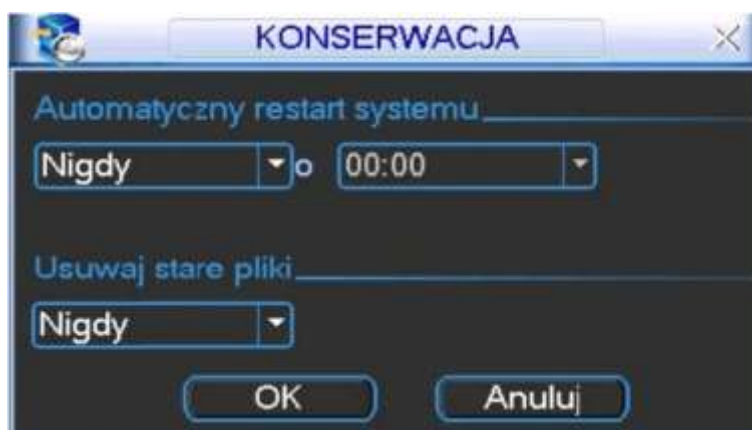 KONSERWACJA
Automatyczny restart systemu
Nigdy o 00:00
Usuwaj stare pliki
Nigdy
OK Anuluj